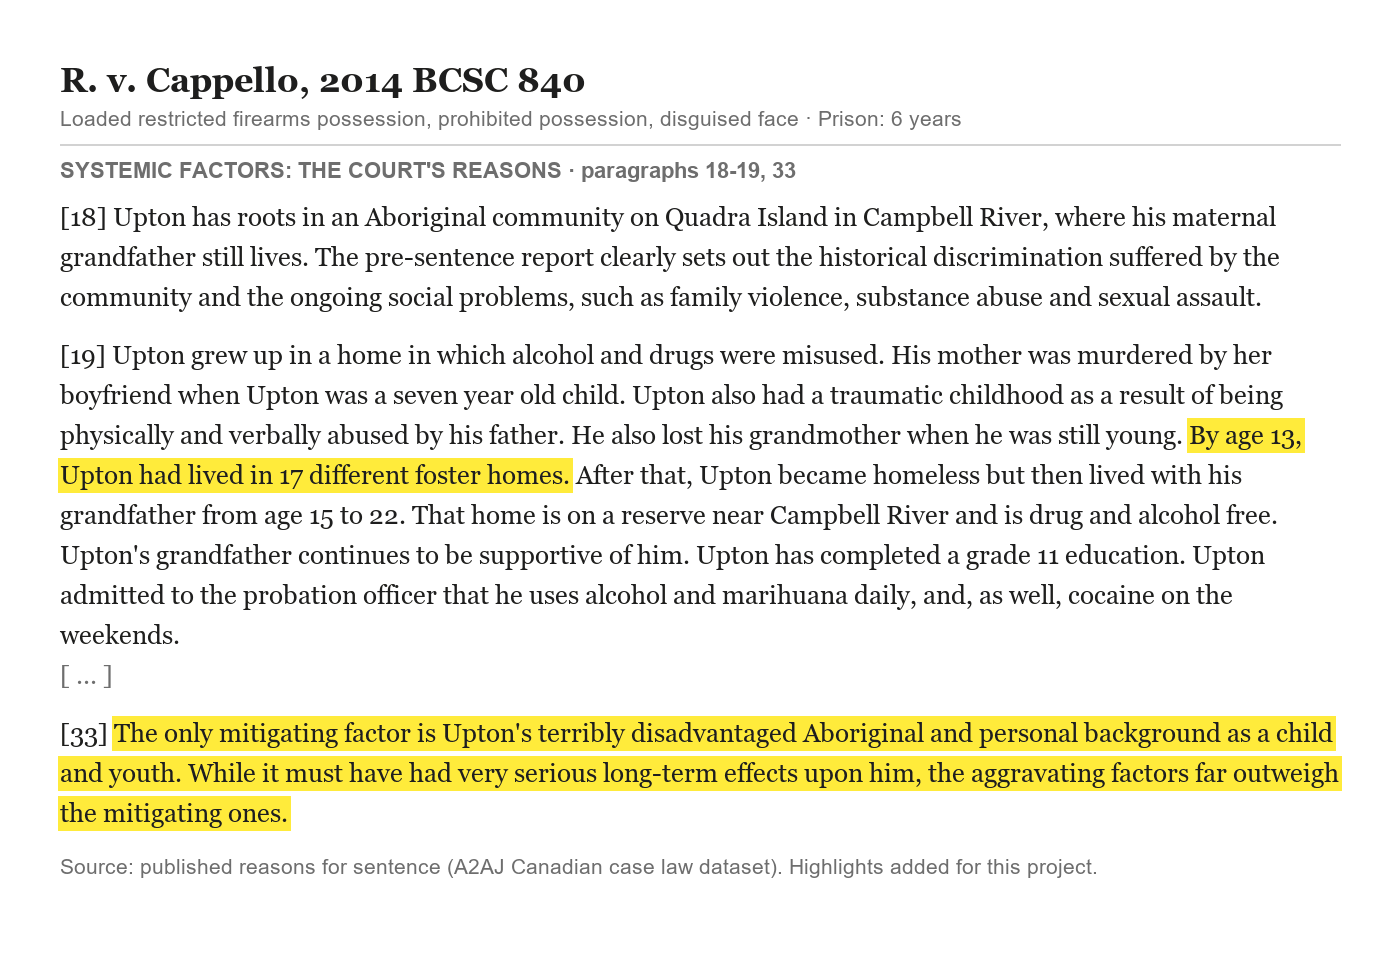 R. v. Cappello, 2014 BCSC 840
Loaded restricted firearms possession, prohibited possession, disguised face · Prison: 6 years
SYSTEMIC FACTORS: THE COURT'S REASONS · paragraphs 18-19, 33
[18] Upton has roots in an Aboriginal community on Quadra Island in Campbell River, where his maternal
grandfather still lives. The pre-sentence report clearly sets out the historical discrimination suffered by the
community and the ongoing social problems, such as family violence, substance abuse and sexual assault.
[19] Upton grew up in a home in which alcohol and drugs were misused. His mother was murdered by her
boyfriend when Upton was a seven year old child. Upton also had a traumatic childhood as a result of being
physically and verbally abused by his father. He also lost his grandmother when he was still young. By age 13,
Upton had lived in 17 different foster homes. After that, Upton became homeless but then lived with his
grandfather from age 15 to 22. That home is on a reserve near Campbell River and is drug and alcohol free.
Upton's grandfather continues to be supportive of him. Upton has completed a grade 11 education. Upton
admitted to the probation officer that he uses alcohol and marihuana daily, and, as well, cocaine on the
weekends.
[ ... ]
[33] The only mitigating factor is Upton's terribly disadvantaged Aboriginal and personal background as a child
and youth. While it must have had very serious long-term effects upon him, the aggravating factors far outweigh
the mitigating ones.
Source: published reasons for sentence (A2AJ Canadian case law dataset). Highlights added for this project.